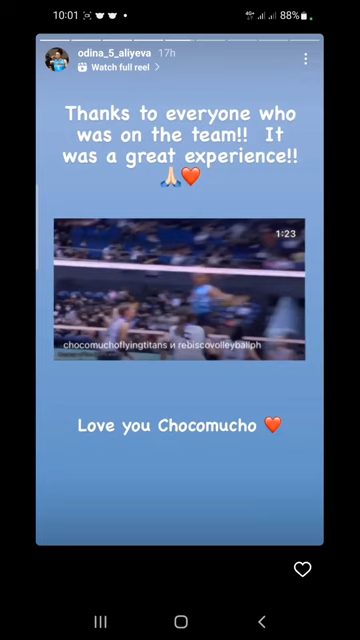 10:01
4G+
88%
odina_5_aliyeva 17h
Watch full reel
Thanks to everyone who
was on the team!! It
was a great experience!!
🙏🏻❤️
1:23
chocomuchoflyingtitans и rebiscovolleyballph
Love you Chocomucho ❤️